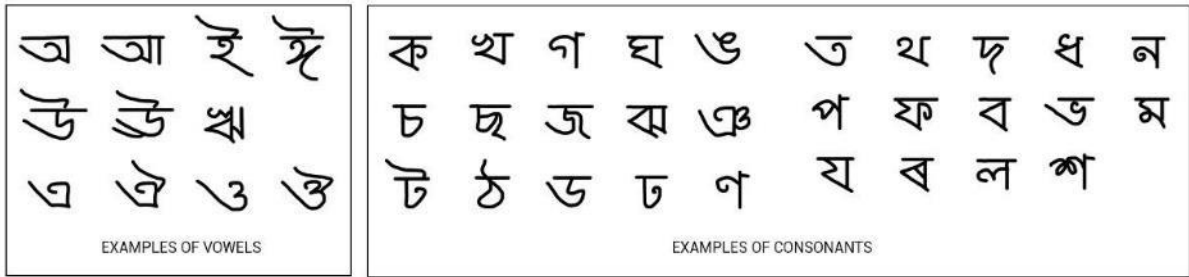 অ আ ই ঈ
উ ঊ ঋ
এ ঐ ও ঔ
EXAMPLES OF VOWELS
ক খ গ ঘ ঙ ত থ দ ধ ন
চ ছ জ ঝ ঞ প ফ ব ভ ম
ট ঠ ড ঢ ণ য ৰ ল শ
EXAMPLES OF CONSONANTS